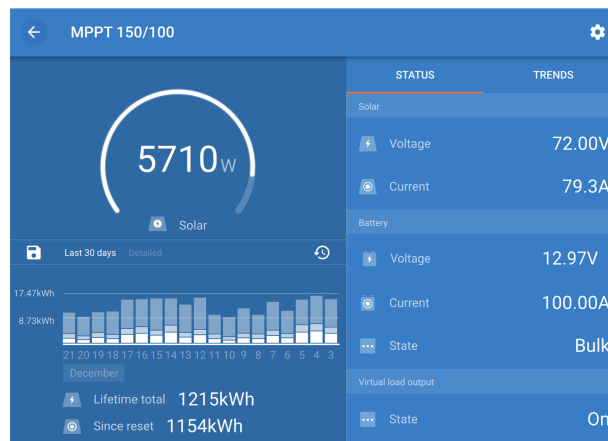 MPPT 150/100
5710W
Solar
Last 30 days Detailed
17.47kWh
8.73kWh
21 20 19 18 17 16 15 14 13 12 11 10 9 8 7 6 5 4 3
December
Lifetime total 1215kWh
Since reset 1154kWh
STATUS TRENDS
Solar
Voltage 72.00V
Current 79.3A
Battery
Voltage 12.97V
Current 100.00A
State Bulk
Virtual load output
State On